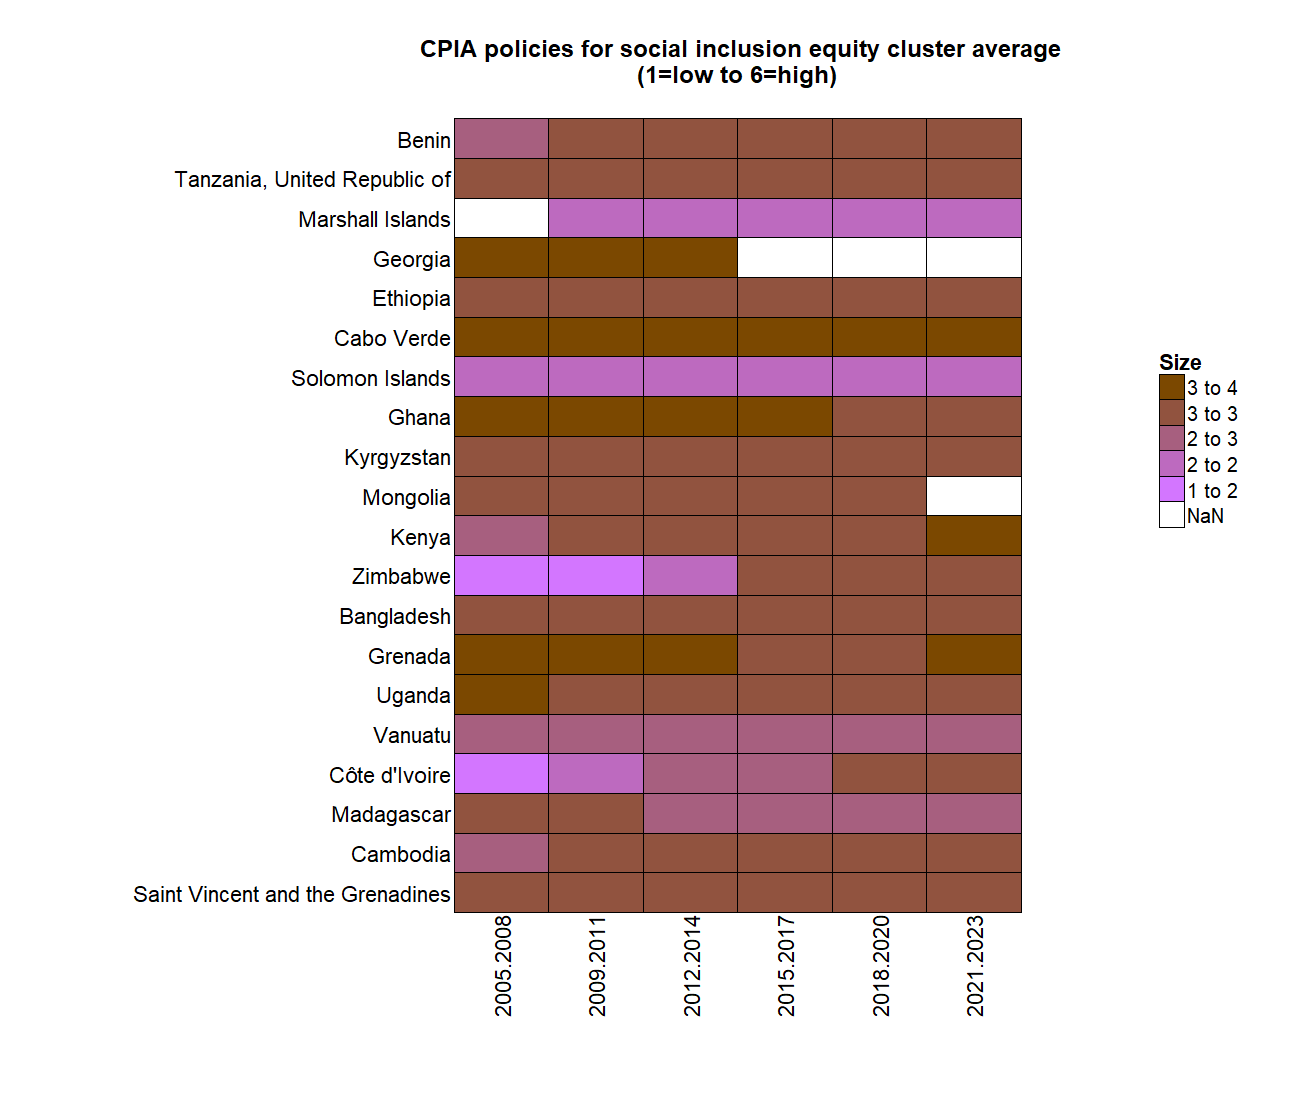 CPIA policies for social inclusion equity cluster average
(1=low to 6=high)
Benin
Tanzania, United Republic of
Marshall Islands
Georgia
Ethiopia
Cabo Verde
Solomon Islands
Ghana
Kyrgyzstan
Mongolia
Kenya
Zimbabwe
Bangladesh
Grenada
Uganda
Vanuatu
Côte d'Ivoire
Madagascar
Cambodia
Saint Vincent and the Grenadines
2005.2008
2009.2011
2012.2014
2015.2017
2018.2020
2021.2023
Size
3 to 4
3 to 3
2 to 3
2 to 2
1 to 2
NaN